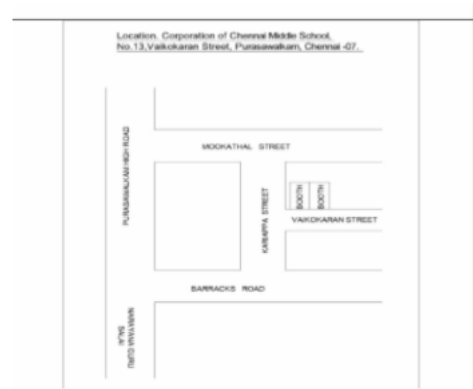 Location. Corporation of Chennai Middle School,
No.13,Vaikokaran Street, Purasawalkam, Chennai -07.
MOOKATHAL STREET
PURASAWALKAM HIGH ROAD
BOOTH
BOOTH
KARIAPPA STREET
VAIKOKARAN STREET
BARRACKS ROAD
NARAYANA GURU
SALAI